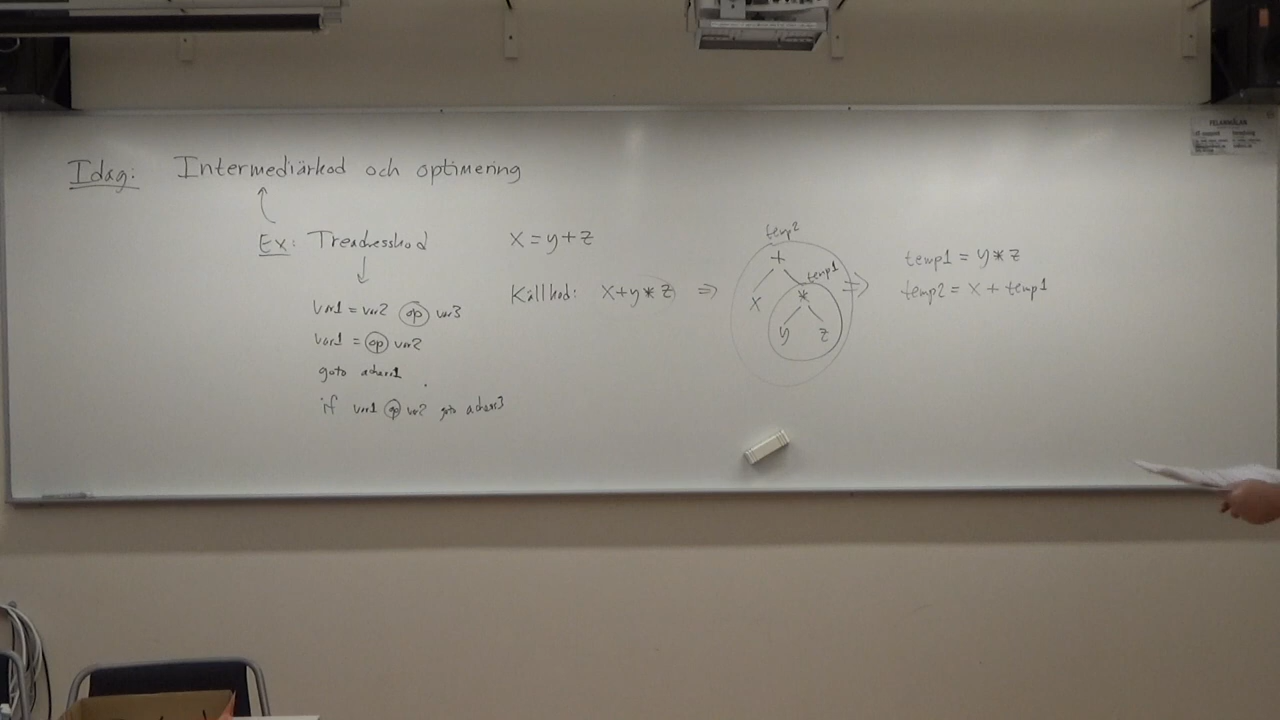 Idag: Intermediärkod och optimering
Ex: Treadresskod
x = y + z
var1 = var2 op var3
var1 = op var2
goto adress1
if var1 op var2 goto adress3
Källkod: x + y * z ⇒
temp2
+
x
temp1
*
y z
⇒
temp1 = y * z
temp2 = x + temp1
FELANMÄLAN